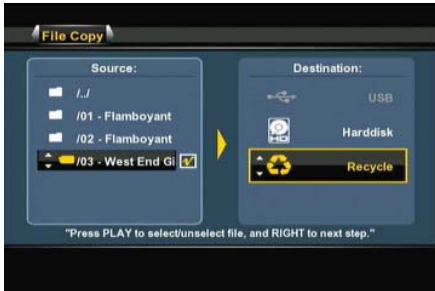 File Copy
Source:
Destination:
/../
USB
/01 - Flamboyant
Harddisk
/02 - Flamboyant
/03 - West End Gi
Recycle
HD
"Press PLAY to select/unselect file, and RIGHT to next step."